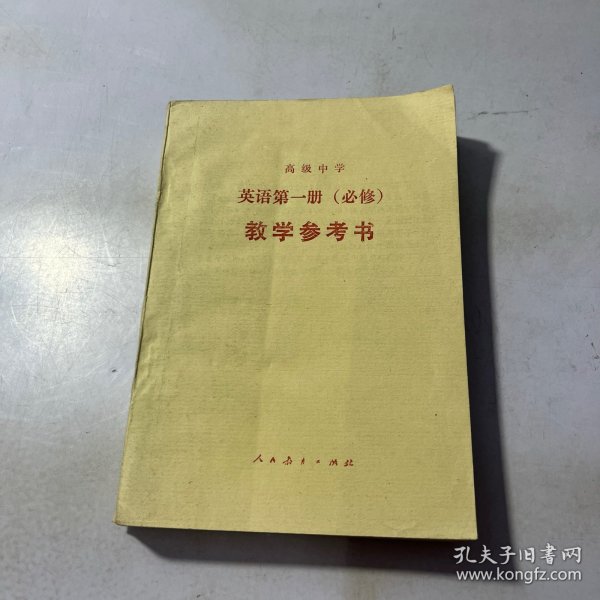 高级中学
英语第一册（必修）
教学参考书
人民教育出版社
孔夫子旧书网
www.kongfz.com